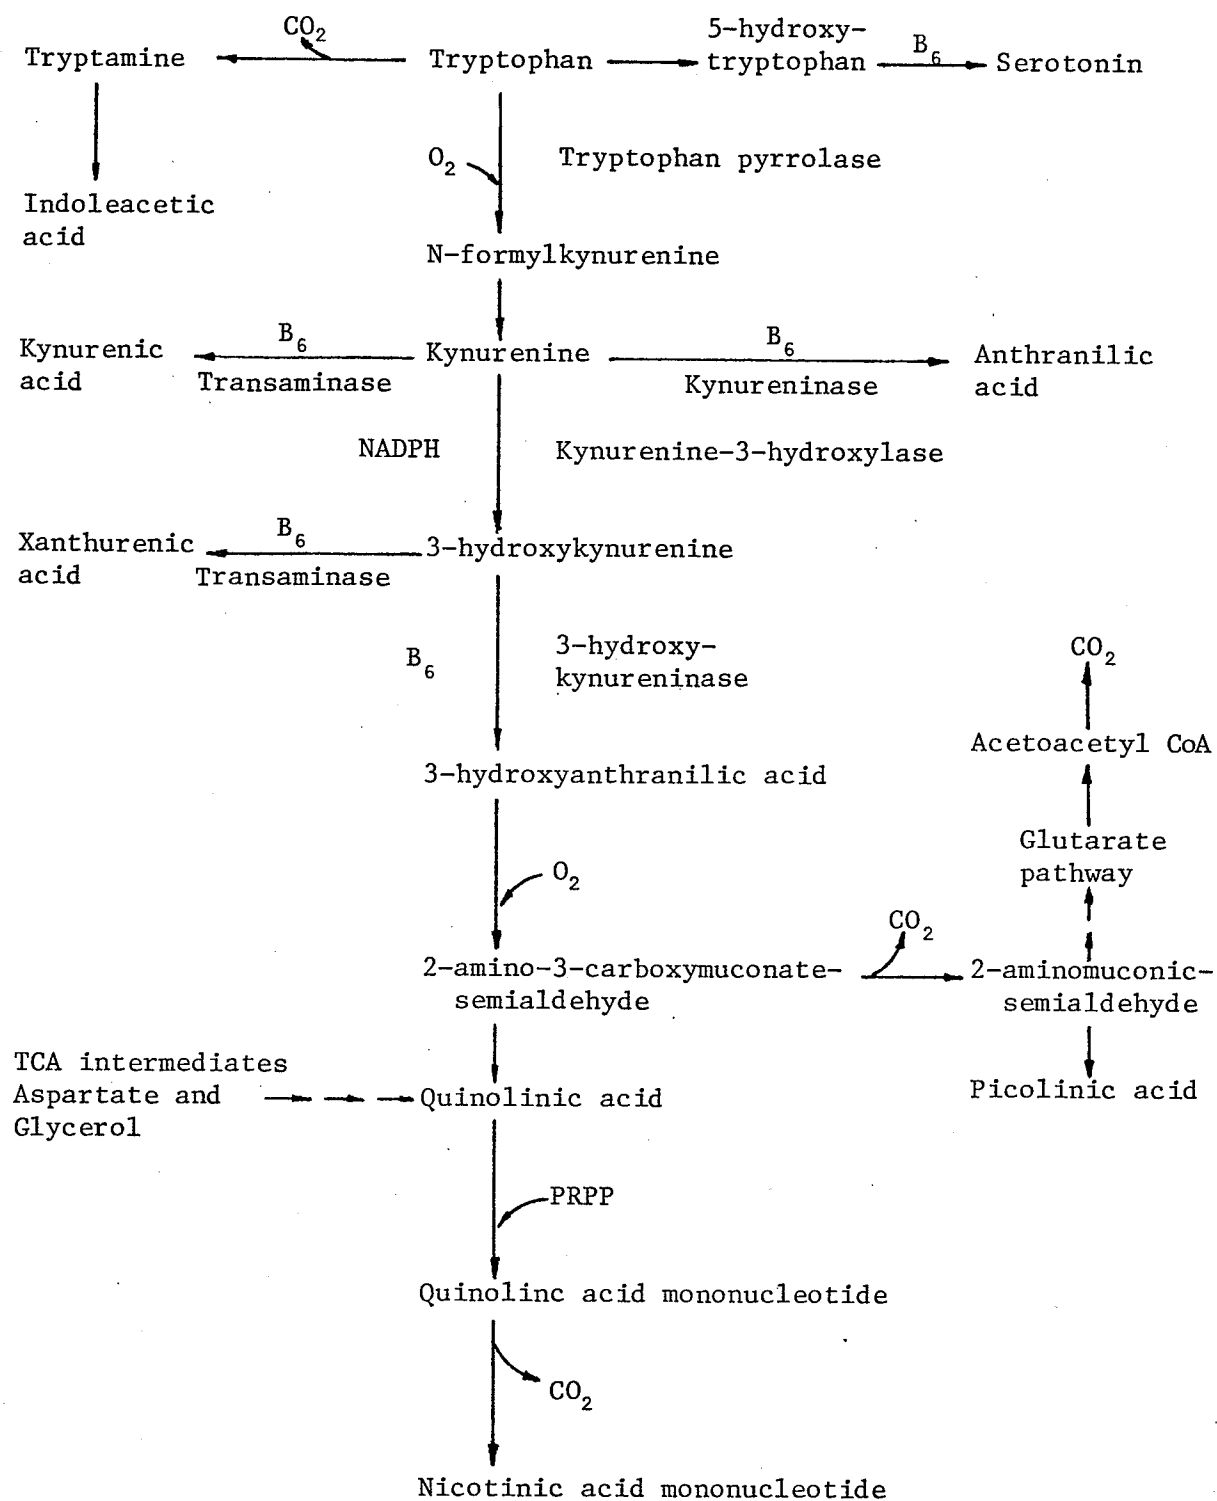 CO2
5-hydroxy-
Tryptamine Tryptophan tryptophan B6 Serotonin
O2 Tryptophan pyrrolase
Indoleacetic
acid
N-formylkynurenine
Kynurenic B6 Kynurenine B6 Anthranilic
acid Transaminase Kynureninase acid
NADPH Kynurenine-3-hydroxylase
Xanthurenic B6 3-hydroxykynurenine
acid Transaminase
B6 3-hydroxy-
kynureninase
CO2
Acetoacetyl CoA
3-hydroxyanthranilic acid
Glutarate
pathway
O2
CO2
2-amino-3-carboxymuconate- 2-aminomuconic-
semialdehyde semialdehyde
TCA intermediates
Aspartate and Quinolinic acid Picolinic acid
Glycerol
PRPP
Quinolinc acid mononucleotide
CO2
Nicotinic acid mononucleotide